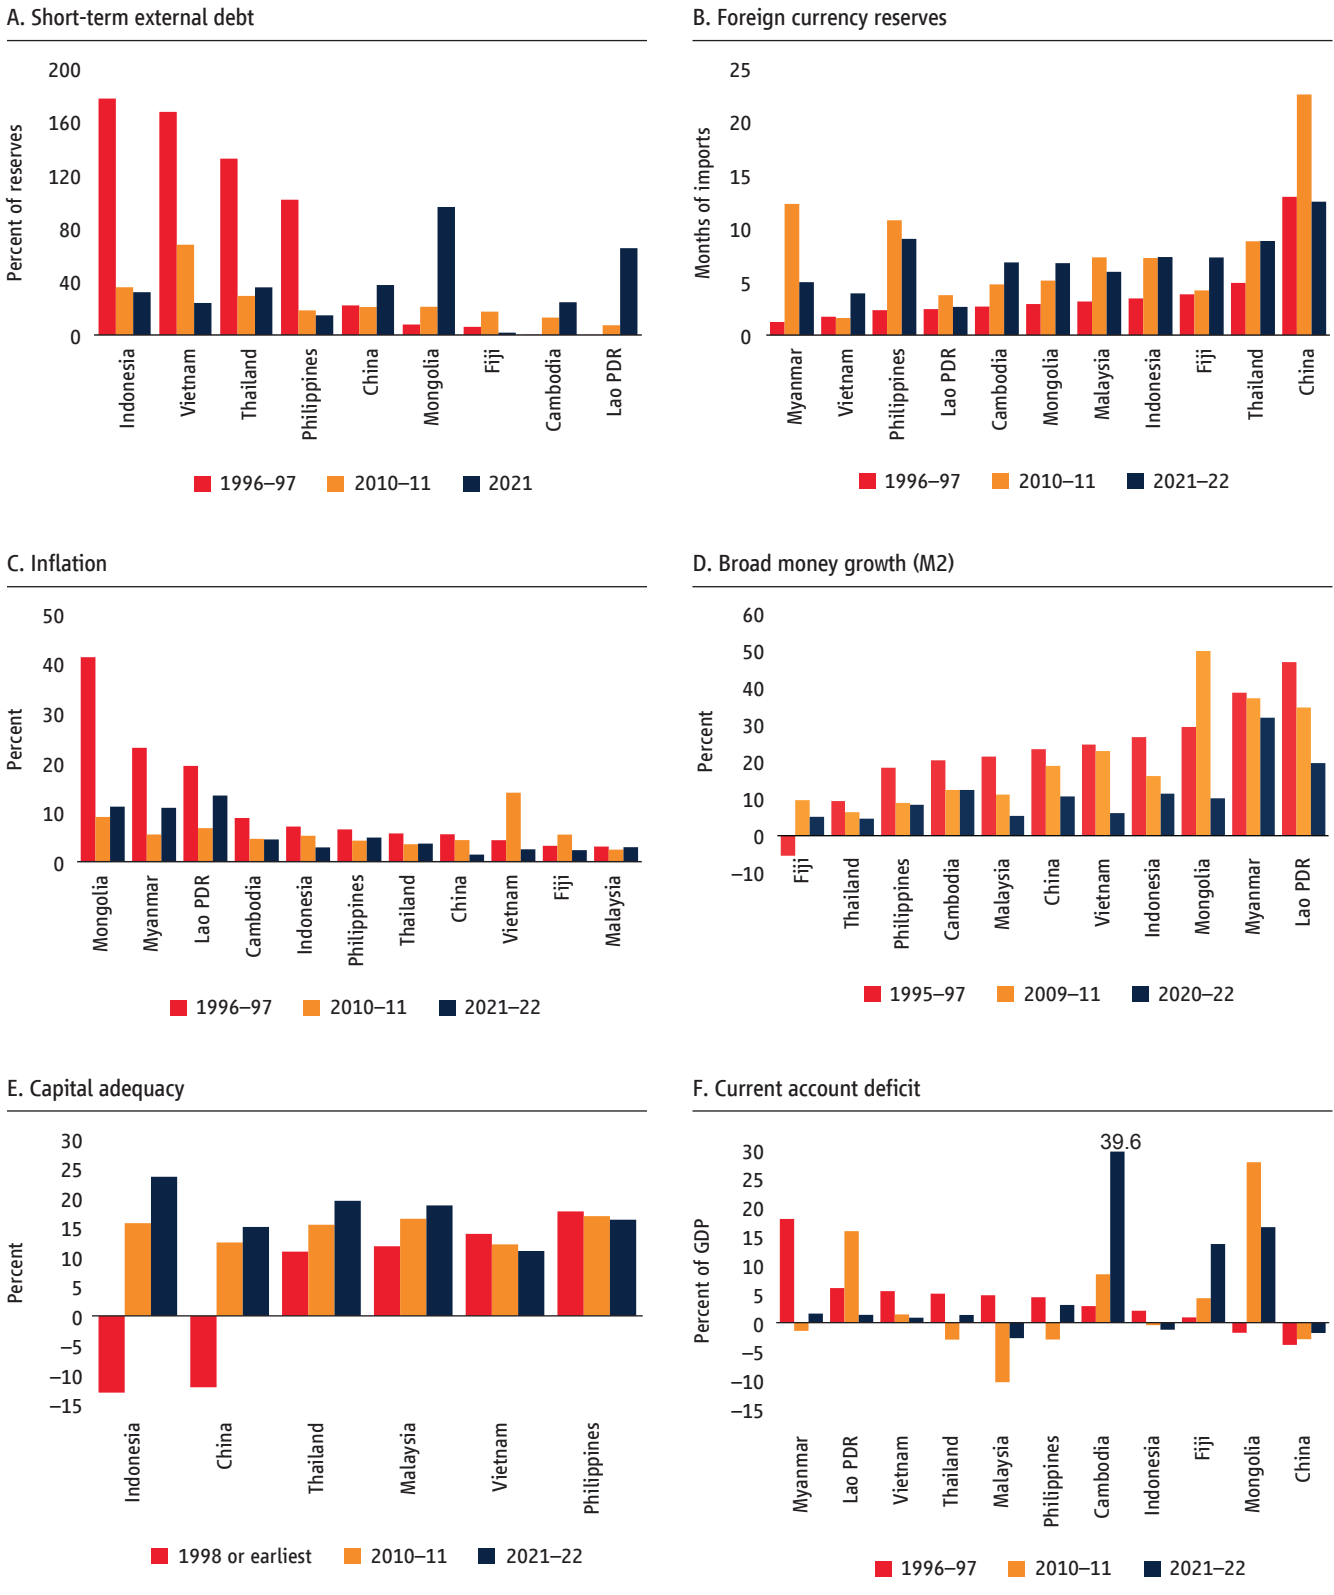 A. Short-term external debt
200
160
120
80
40
0
Percent of reserves
Indonesia
Vietnam
Thailand
Philippines
China
Mongolia
Fiji
Cambodia
Lao PDR
1996–97 2010–11 2021
B. Foreign currency reserves
25
20
15
10
5
0
Months of imports
Myanmar
Vietnam
Philippines
Lao PDR
Cambodia
Mongolia
Malaysia
Indonesia
Fiji
Thailand
China
1996–97 2010–11 2021–22
C. Inflation
50
40
30
20
10
0
Percent
Mongolia
Myanmar
Lao PDR
Cambodia
Indonesia
Philippines
Thailand
China
Vietnam
Fiji
Malaysia
1996–97 2010–11 2021–22
D. Broad money growth (M2)
60
50
40
30
20
10
0
–10
Percent
Fiji
Thailand
Philippines
Cambodia
Malaysia
China
Vietnam
Indonesia
Mongolia
Myanmar
Lao PDR
1995–97 2009–11 2020–22
E. Capital adequacy
30
25
20
15
10
5
0
–5
–10
–15
Percent
Indonesia
China
Thailand
Malaysia
Vietnam
Philippines
1998 or earliest 2010–11 2021–22
F. Current account deficit
39.6
30
25
20
15
10
5
0
–5
–10
–15
Percent of GDP
Myanmar
Lao PDR
Vietnam
Thailand
Malaysia
Philippines
Cambodia
Indonesia
Fiji
Mongolia
China
1996–97 2010–11 2021–22